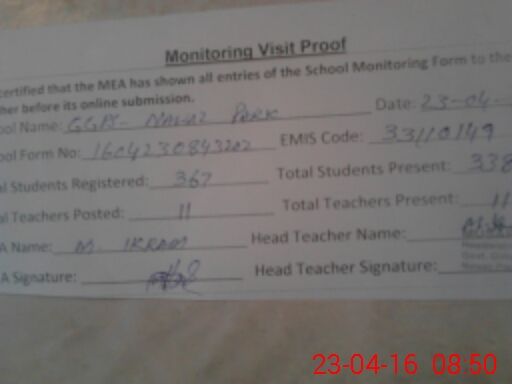 Monitoring Visit Proof
certified that the MEA has shown all entries of the School Monitoring Form to the
her before its online submission.
ool Name: GGPS- NAWAZ PARK Date: 23-04-
ool Form No: 1604230843202 EMIS Code: 33110149
al Students Registered: 367 Total Students Present: 338
al Teachers Posted: 11 Total Teachers Present: 11
A Name: M. IKRAM Head Teacher Name:
A Signature: Head Teacher Signature:
23-04-16 08:50